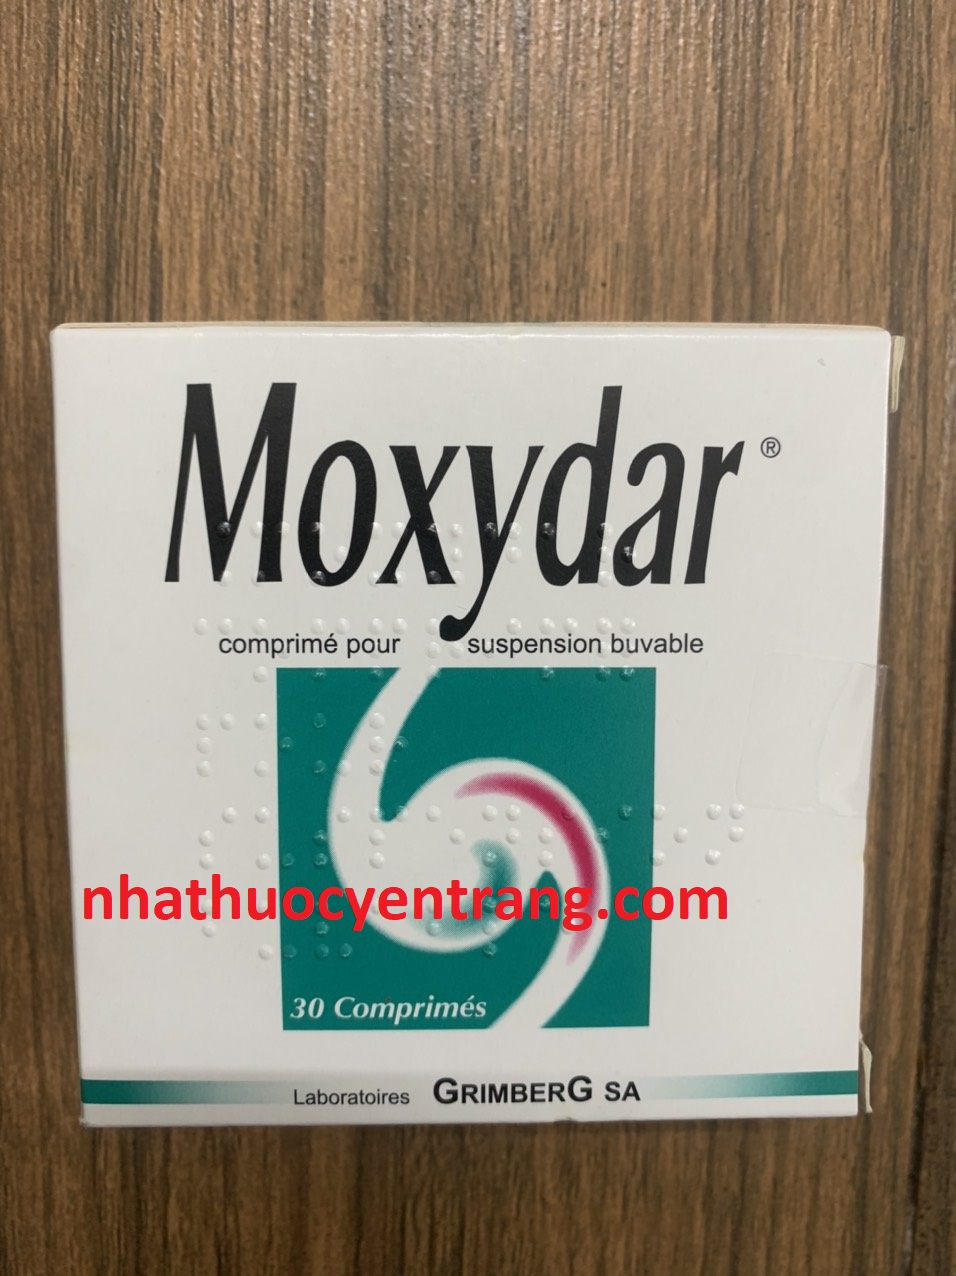 Moxydar®
comprimé pour suspension buvable
nhathuocyentrang.com
30 Comprimés
Laboratoires GRIMBERG SA